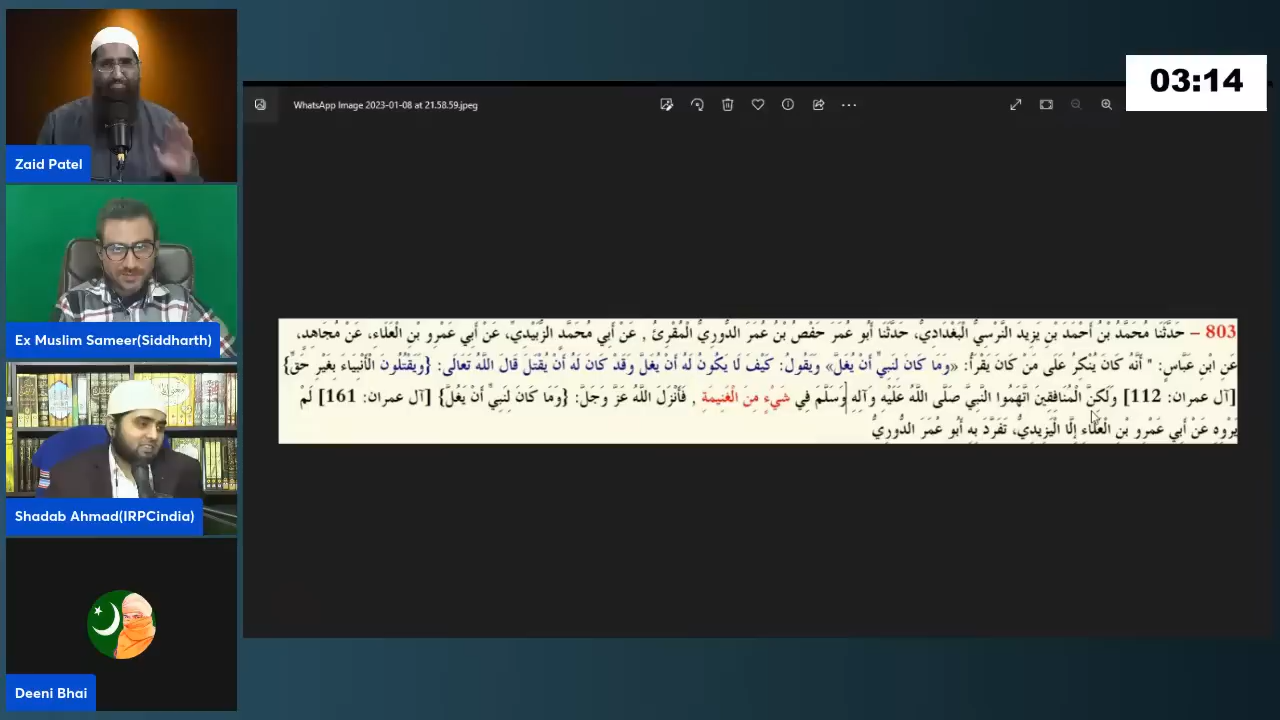 03:14
WhatsApp Image 2023-01-08 at 21.58.59.jpeg
Zaid Patel
Ex Muslim Sameer(Siddharth)
Shadab Ahmad(IRPCindia)
Deeni Bhai
803 – حَدَّثَنَا مُحَمَّدُ بْنُ أَحْمَدَ بْنِ يَزِيدَ النَّرْسِيُّ الْبَغْدَادِيُّ، حَدَّثَنَا أَبُو عُمَرَ حَفْصُ بْنُ عُمَرَ الدُّورِيُّ الْمُقْرِئُ , عَنْ أَبِي مُحَمَّدٍ الزَّبِيدِيِّ، عَنْ أَبِي عَمْرِو بْنِ الْعَلَاءِ، عَنْ مُجَاهِدٍ،
عَنِ ابْنِ عَبَّاسٍ: " أَنَّهُ كَانَ يُنْكِرُ عَلَى مَنْ كَانَ يَقْرَأُ: «وَمَا كَانَ لِنَبِيٍّ أَنْ يُغَلَّ» وَيَقُولُ: كَيْفَ لَا يَكُونُ لَهُ أَنْ يُغَلَّ وَقَدْ كَانَ لَهُ أَنْ يُقْتَلَ قَالَ اللَّهُ تَعَالَى: {وَيَقْتُلُونَ الْأَنْبِيَاءَ بِغَيْرِ حَقٍّ}
[آل عمران: 112] وَلَكِنَّ الْمُنَافِقِينَ اتَّهَمُوا النَّبِيَّ صَلَّى اللَّهُ عَلَيْهِ وَآلِهِ وَسَلَّمَ فِي شَيْءٍ مِنَ الْغَنِيمَةِ , فَأَنْزَلَ اللَّهُ عَزَّ وَجَلَّ: {وَمَا كَانَ لِنَبِيٍّ أَنْ يَغُلَّ} [آل عمران: 161] لَمْ
يَرْوِهِ عَنْ أَبِي عَمْرِو بْنِ الْعَلَاءِ إِلَّا الْيَزِيدِيُّ، تَفَرَّدَ بِهِ أَبُو عُمَرَ الدُّورِيُّ